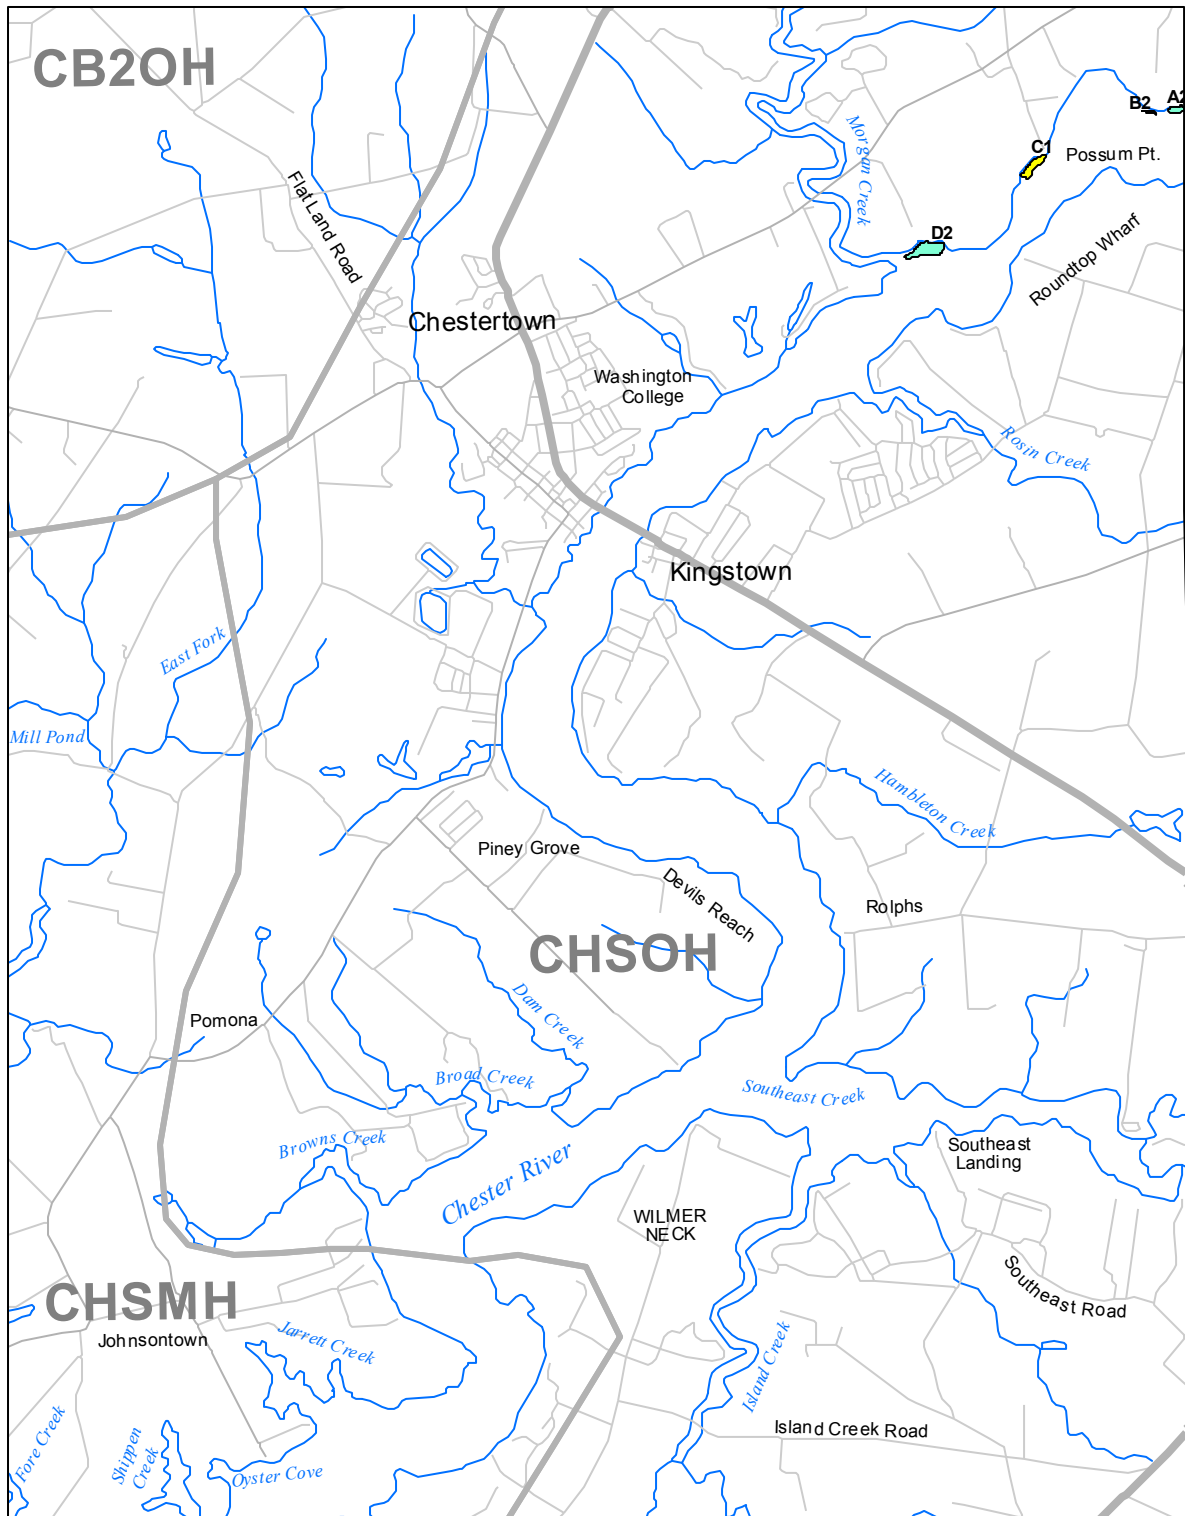 CB2OH
B2
A2
Morgan Creek
C1
Possum Pt.
Flat Land Road
D2
Roundtop Wharf
Chestertown
Washington
College
Rosin Creek
Kingstown
East Fork
Mill Pond
Hambleton Creek
Piney Grove
Devils Reach
Rolphs
CHSOH
Dam Creek
Pomona
Broad Creek
Southeast Creek
Browns Creek
Southeast
Landing
Chester River
WILMER
NECK
Southeast Road
CHSMH
Johnsontown
Jarrett Creek
Island Creek
Island Creek Road
Fore Creek
Shippen
Creek
Oyster Cove